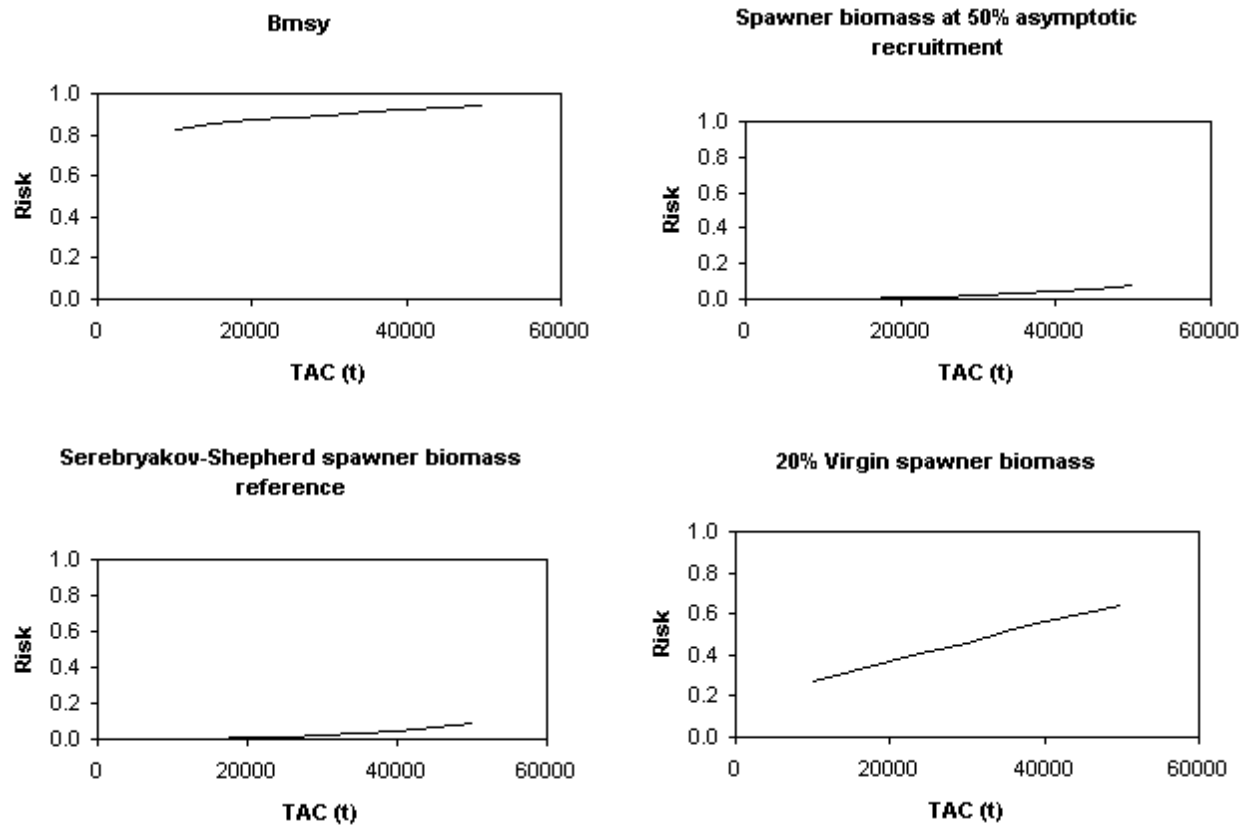 Bmsy
1.0
0.8
0.6
0.4
0.2
0.0
Risk
0
20000
40000
60000
TAC (t)
Spawner biomass at 50% asymptotic
recruitment
1.0
0.8
0.6
0.4
0.2
0.0
Risk
0
20000
40000
60000
TAC (t)
Serebryakov-Shepherd spawner biomass
reference
1.0
0.8
0.6
0.4
0.2
0.0
Risk
0
20000
40000
60000
TAC (t)
20% Virgin spawner biomass
1.0
0.8
0.6
0.4
0.2
0.0
Risk
0
20000
40000
60000
TAC (t)